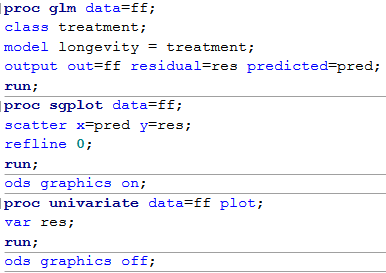 proc glm data=ff;
class treatment;
model longevity = treatment;
output out=ff residual=res predicted=pred;
run;
proc sgplot data=ff;
scatter x=pred y=res;
refline 0;
run;
ods graphics on;
proc univariate data=ff plot;
var res;
run;
ods graphics off;